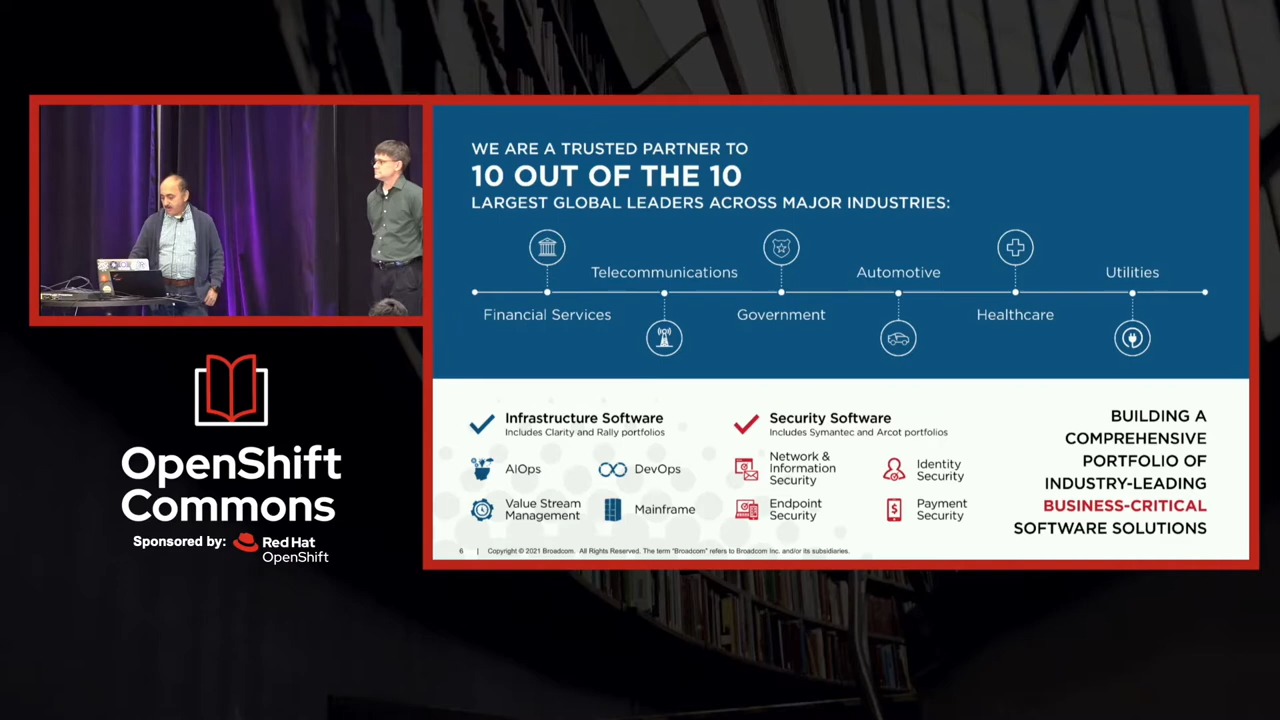 WE ARE A TRUSTED PARTNER TO
10 OUT OF THE 10
LARGEST GLOBAL LEADERS ACROSS MAJOR INDUSTRIES:
Telecommunications
Automotive
Utilities
Financial Services
Government
Healthcare
Infrastructure Software
Includes Clarity and Rally portfolios
AIOps
DevOps
Value Stream
Management
Mainframe
Security Software
Includes Symantec and Arcot portfolios
Network &
Information
Security
Identity
Security
Endpoint
Security
Payment
Security
BUILDING A
COMPREHENSIVE
PORTFOLIO OF
INDUSTRY-LEADING
BUSINESS-CRITICAL
SOFTWARE SOLUTIONS
6 | Copyright © 2021 Broadcom. All Rights Reserved. The term “Broadcom” refers to Broadcom Inc. and/or its subsidiaries.
OpenShift
Commons
Sponsored by:
Red Hat
OpenShift